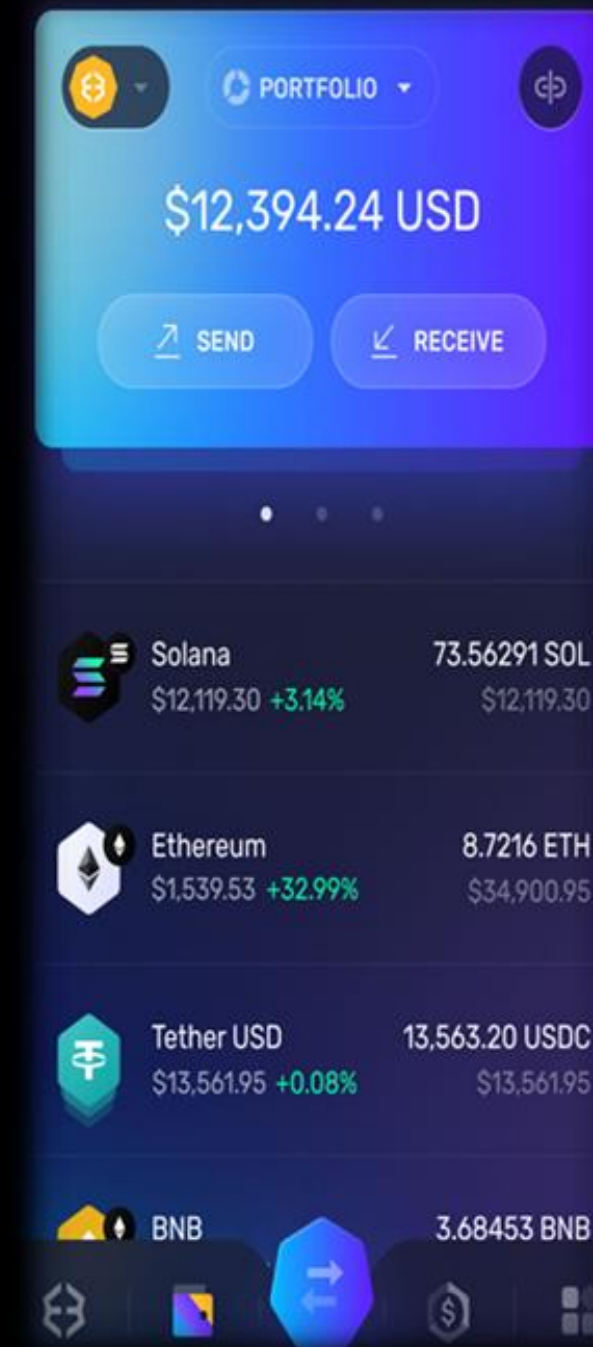 PORTFOLIO
$12,394.24 USD
SEND RECEIVE
Solana 73.56291 SOL
$12,119.30 +3.14% $12,119.30
Ethereum 8.7216 ETH
$1,539.53 +32.99% $34,900.95
Tether USD 13,563.20 USDC
$13,561.95 +0.08% $13,561.95
BNB 3.68453 BNB